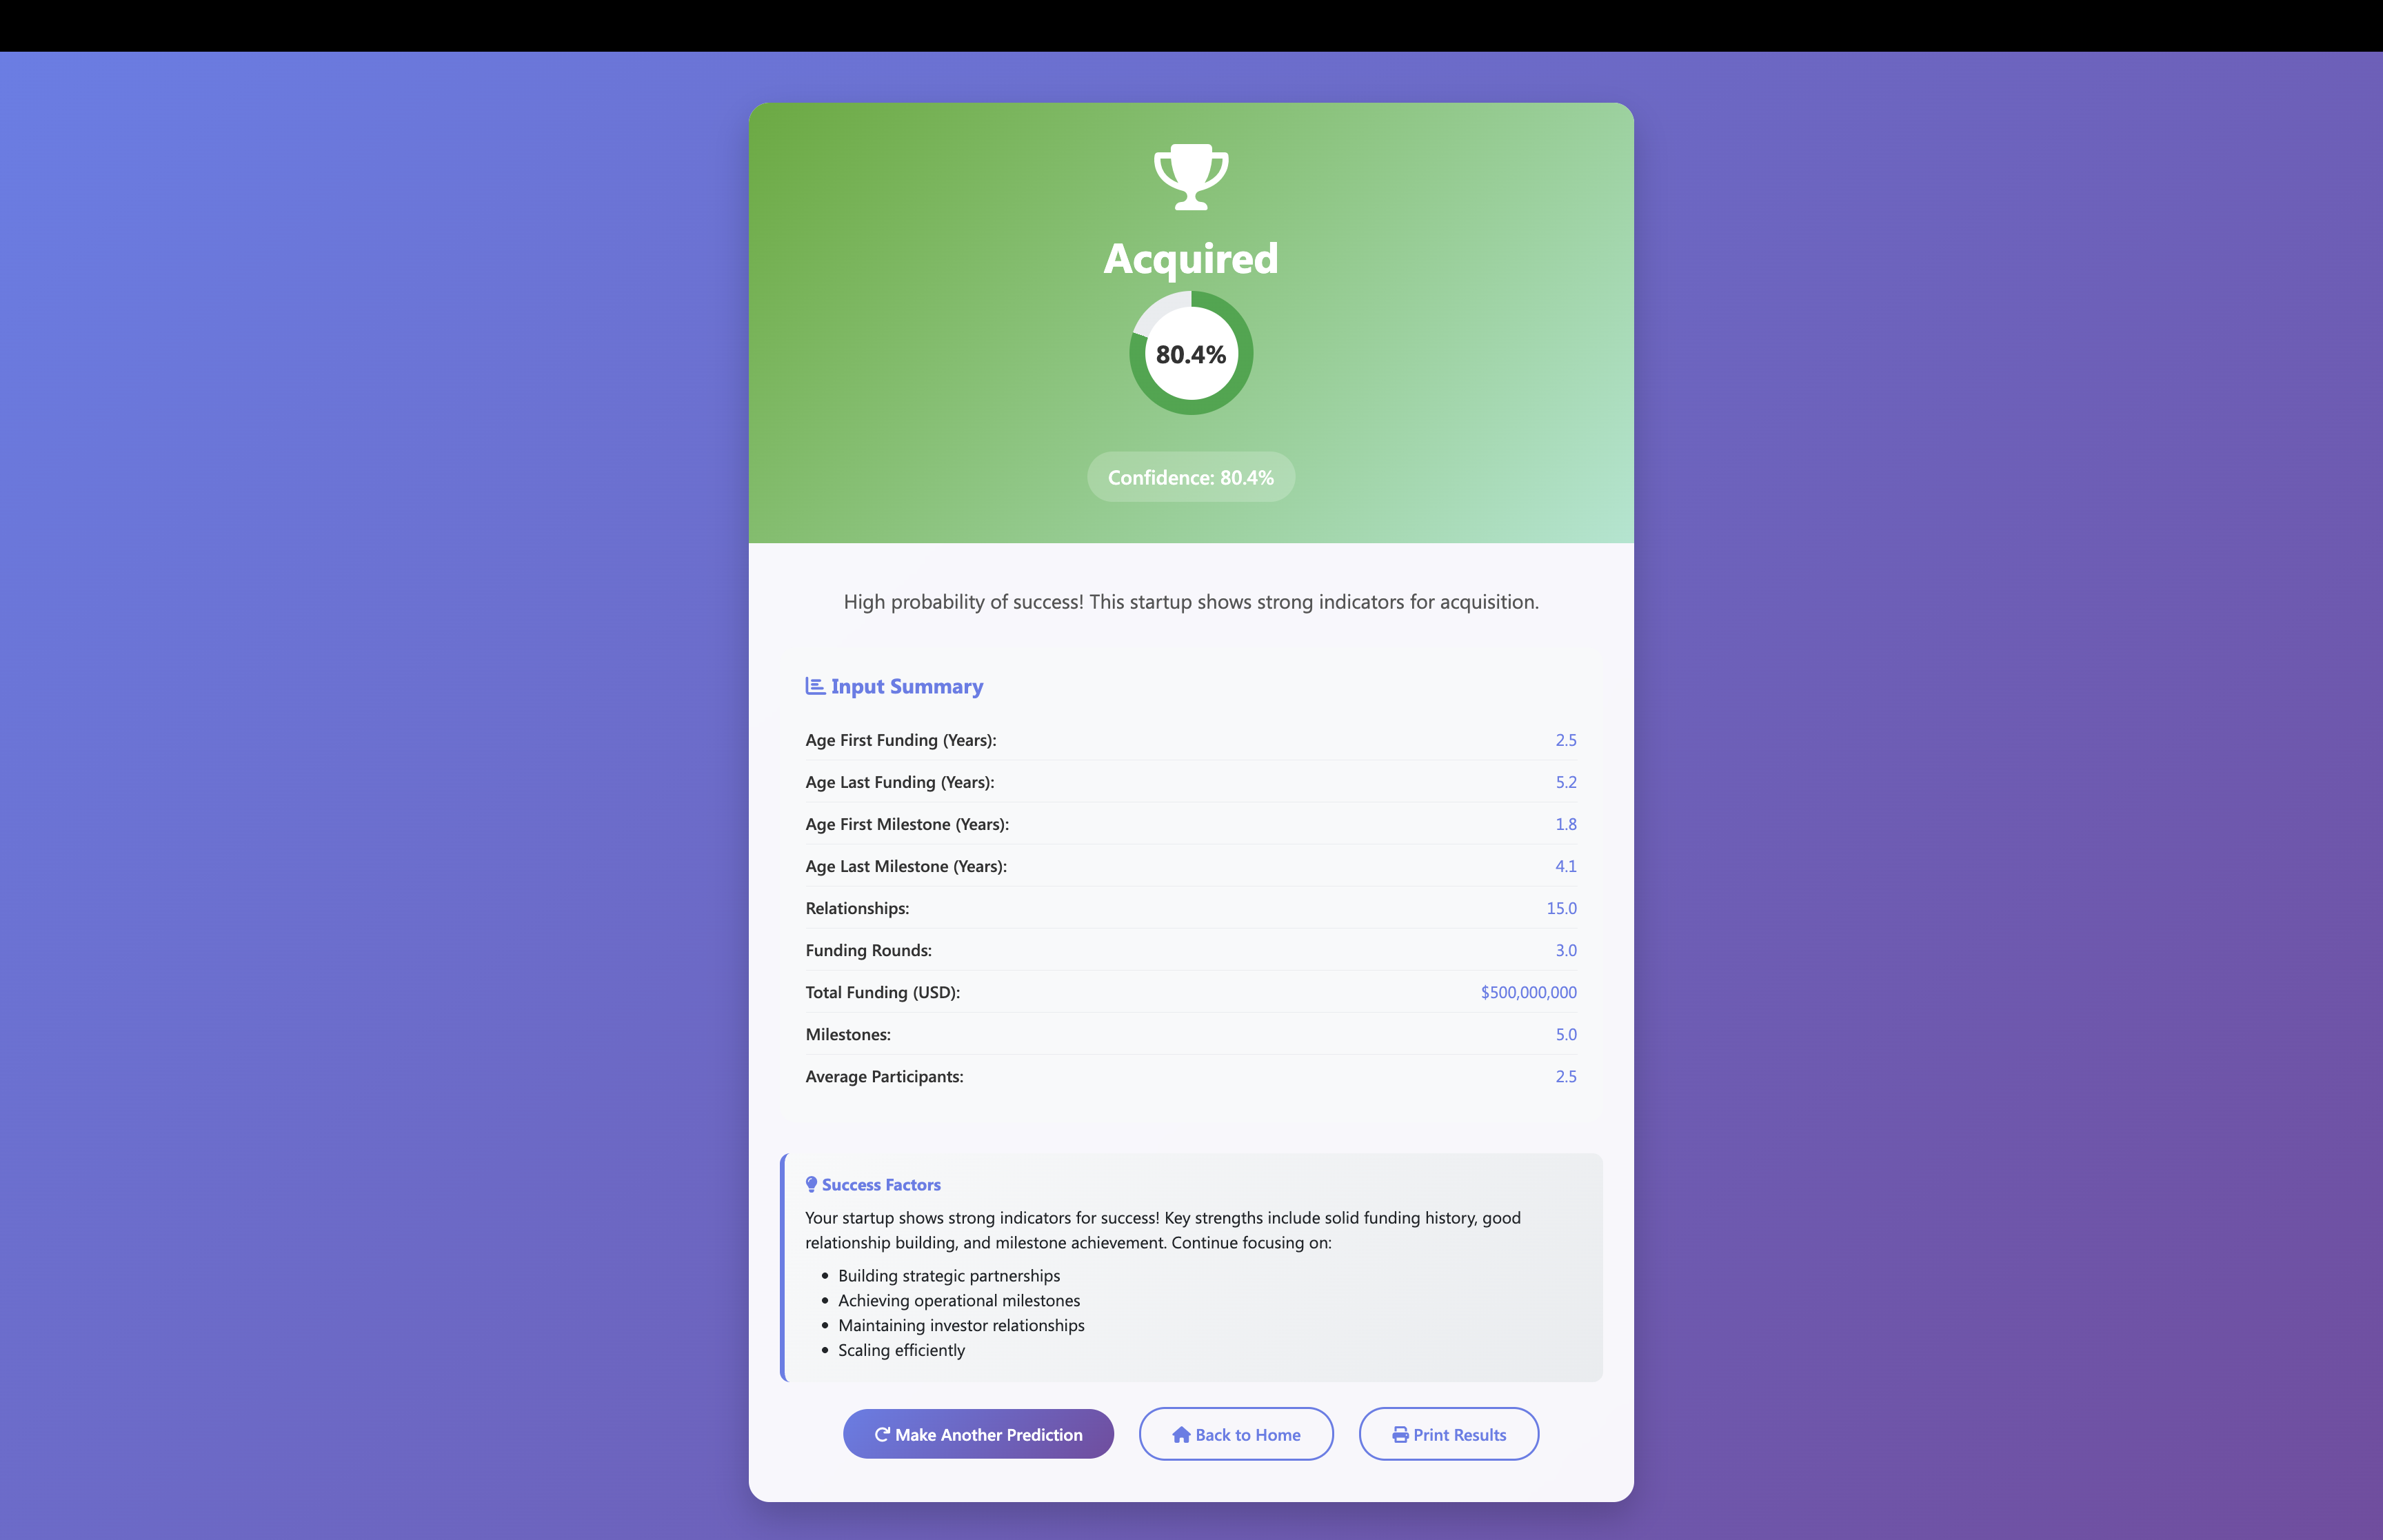 Acquired
80.4%
Confidence: 80.4%
High probability of success! This startup shows strong indicators for acquisition.
Input Summary
Age First Funding (Years): 2.5
Age Last Funding (Years): 5.2
Age First Milestone (Years): 1.8
Age Last Milestone (Years): 4.1
Relationships: 15.0
Funding Rounds: 3.0
Total Funding (USD): $500,000,000
Milestones: 5.0
Average Participants: 2.5
Success Factors
Your startup shows strong indicators for success! Key strengths include solid funding history, good
relationship building, and milestone achievement. Continue focusing on:
• Building strategic partnerships
• Achieving operational milestones
• Maintaining investor relationships
• Scaling efficiently
Make Another Prediction Back to Home Print Results